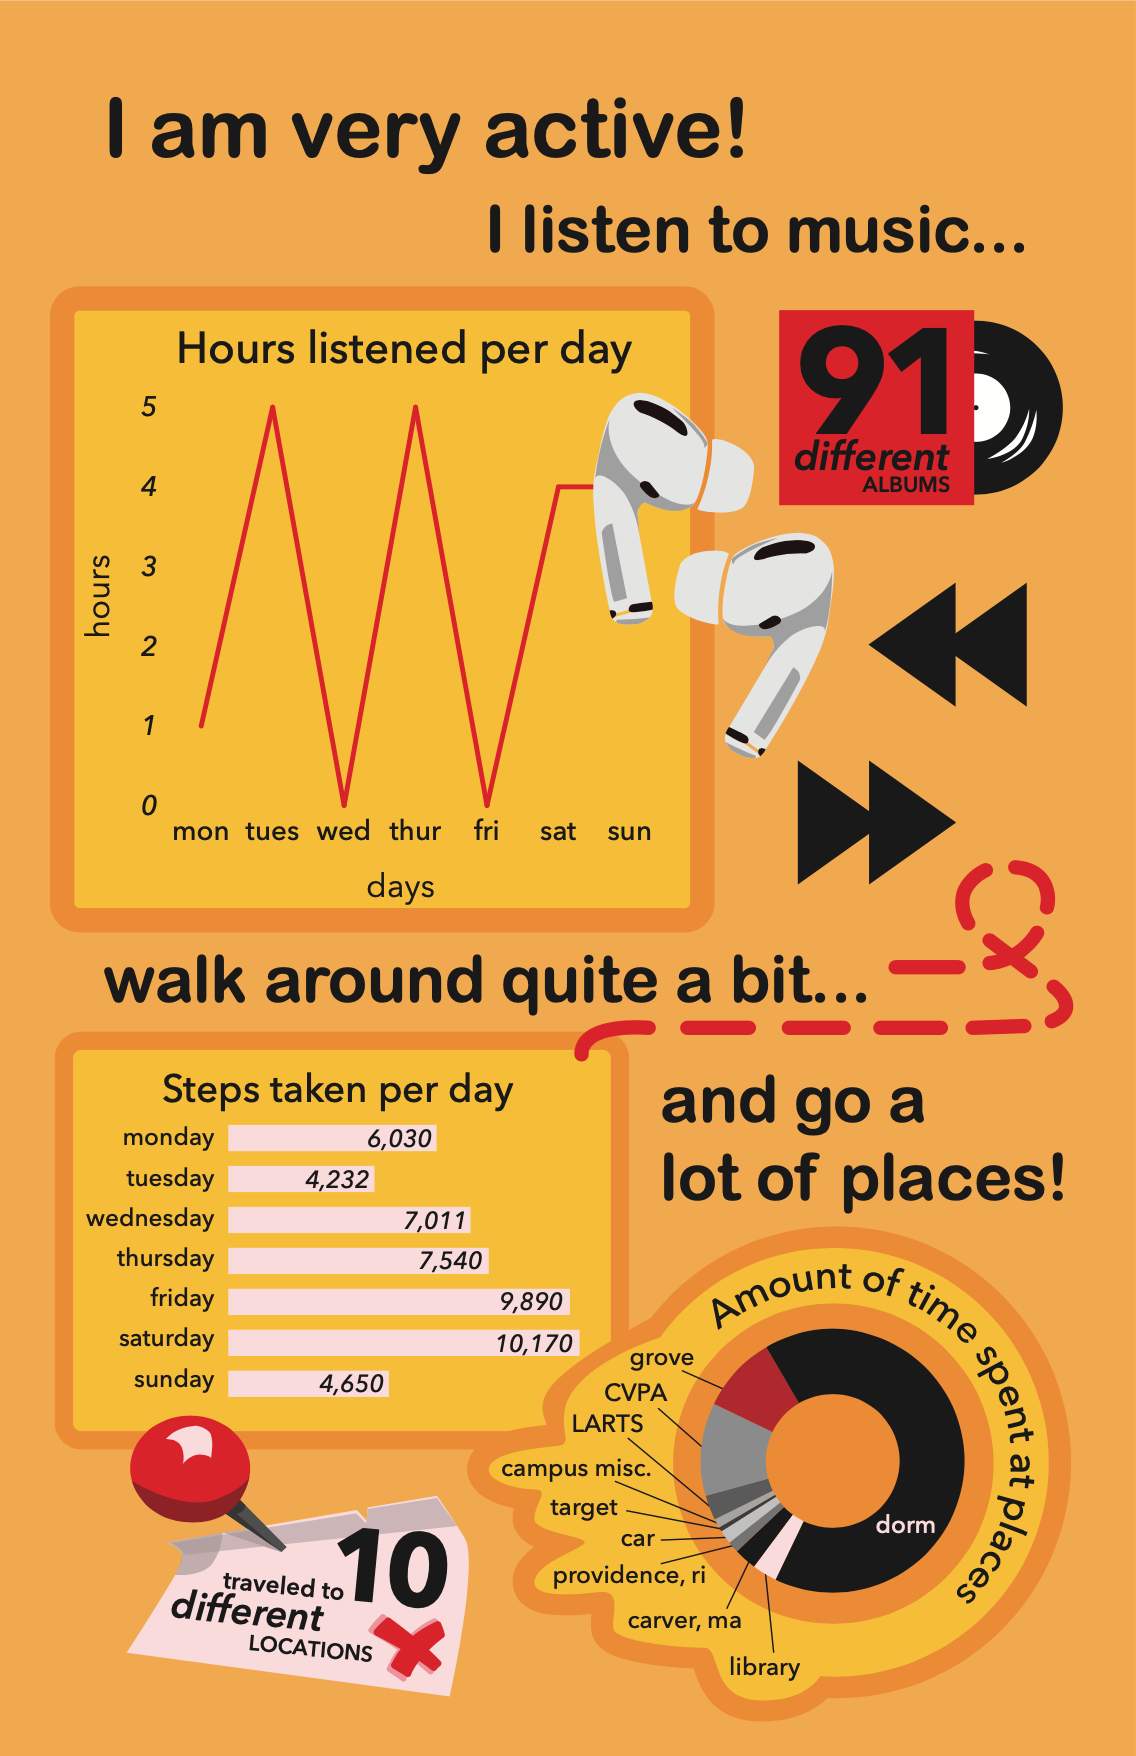 I am very active!
I listen to music...
Hours listened per day
5
4
3
2
1
0
hours
mon tues wed thur fri sat sun
days
91
different
ALBUMS
walk around quite a bit...
Steps taken per day
monday 6,030
tuesday 4,232
wednesday 7,011
thursday 7,540
friday 9,890
saturday 10,170
sunday 4,650
and go a
lot of places!
Amount of time spent at places
grove
CVPA
LARTS
campus misc.
target
car
providence, ri
carver, ma
library
dorm
traveled to 10
different
LOCATIONS